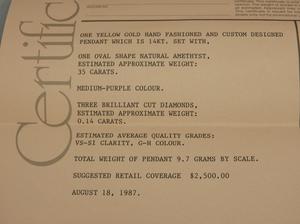 Certific
ONE YELLOW GOLD HAND FASHIONED AND CUSTOM DESIGNED
PENDANT WHICH IS 14KT. SET WITH,
ONE OVAL SHAPE NATURAL AMETHYST,
ESTIMATED APPROXIMATE WEIGHT:
35 CARATS.
MEDIUM-PURPLE COLOUR.
THREE BRILLIANT CUT DIAMONDS,
ESTIMATED APPROXIMATE WEIGHT:
0.14 CARATS.
ESTIMATED AVERAGE QUALITY GRADES:
VS-SI CLARITY, G-H COLOUR.
TOTAL WEIGHT OF PENDANT 9.7 GRAMS BY SCALE.
SUGGESTED RETAIL COVERAGE $2,500.00
AUGUST 18, 1987.